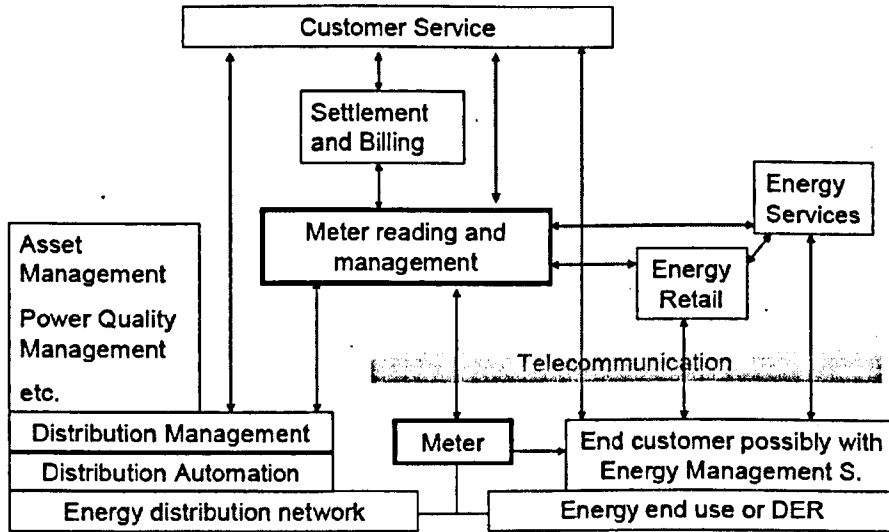 Customer Service
Settlement
and Billing
Energy
Services
Meter reading and
management
Energy
Retail
Asset
Management
Power Quality
Management
etc.
Telecommunication
Distribution Management
Meter
End customer possibly with
Energy Management S.
Distribution Automation
Energy distribution network
Energy end use or DER